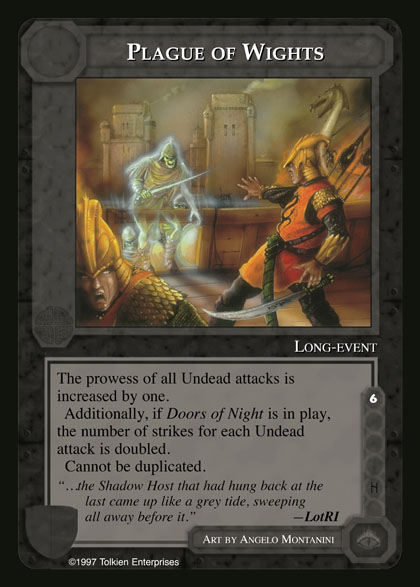 PLAGUE OF WIGHTS
LONG-EVENT
The prowess of all Undead attacks is
increased by one.
Additionally, if Doors of Night is in play,
the number of strikes for each Undead
attack is doubled.
Cannot be duplicated.
“…the Shadow Host that had hung back at
the last came up like a grey tide, sweeping
all away before it.” —LotRI
6
H
ART BY ANGELO MONTANINI
©1997 Tolkien Enterprises